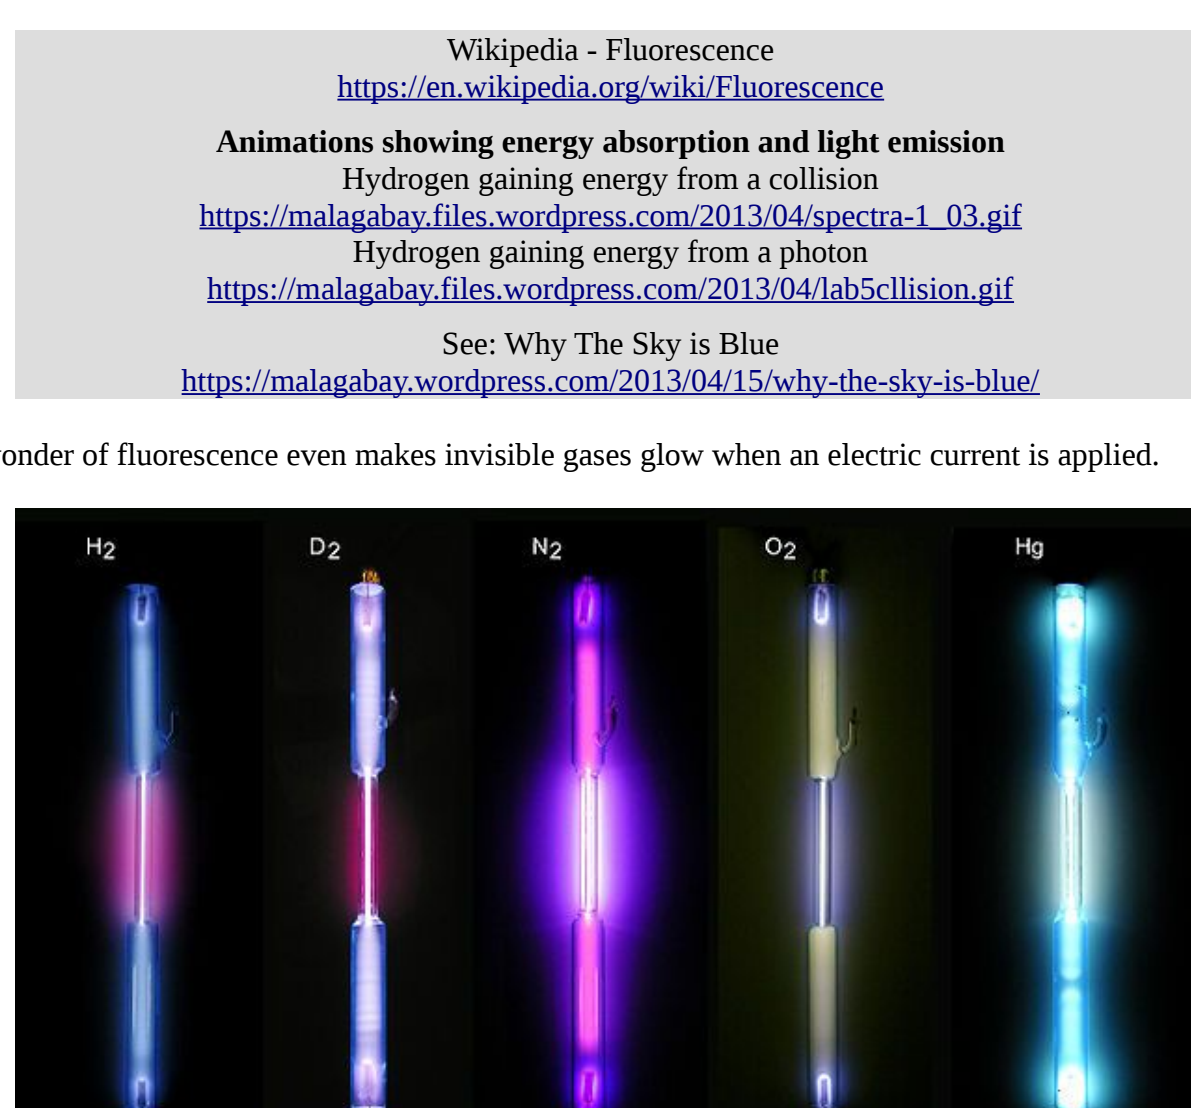 Wikipedia - Fluorescence
https://en.wikipedia.org/wiki/Fluorescence
Animations showing energy absorption and light emission
Hydrogen gaining energy from a collision
https://malagabay.files.wordpress.com/2013/04/spectra-1_03.gif
Hydrogen gaining energy from a photon
https://malagabay.files.wordpress.com/2013/04/lab5cllision.gif
See: Why The Sky is Blue
https://malagabay.wordpress.com/2013/04/15/why-the-sky-is-blue/
onder of fluorescence even makes invisible gases glow when an electric current is applied.
H2 D2 N2 O2 Hg